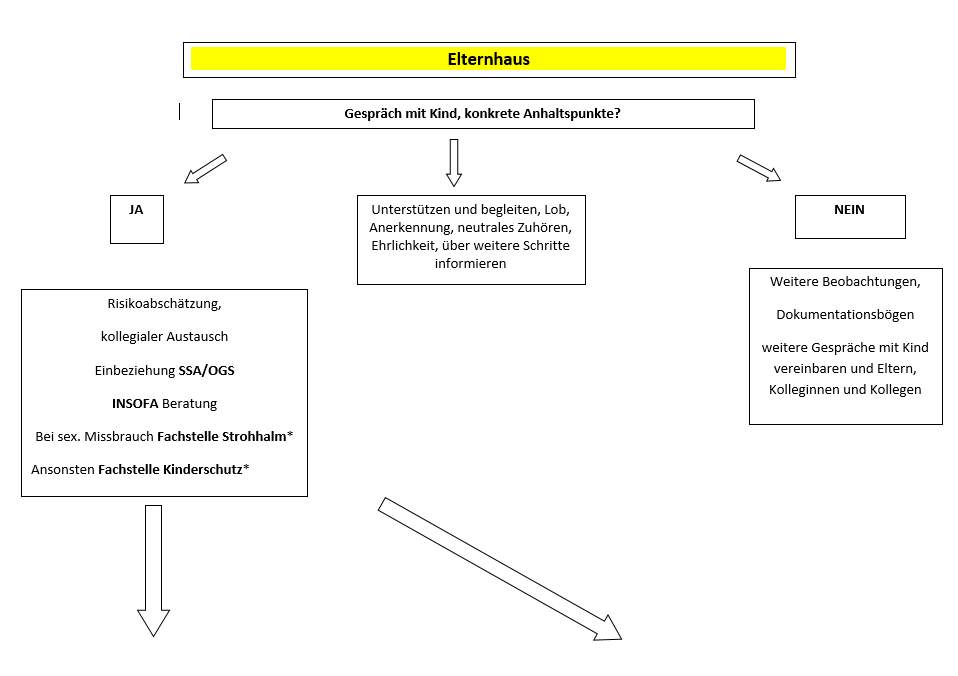 Elternhaus
Gespräch mit Kind, konkrete Anhaltspunkte?
JA
Unterstützen und begleiten, Lob,
Anerkennung, neutrales Zuhören,
Ehrlichkeit, über weitere Schritte
informieren
NEIN
Risikoabschätzung,
kollegialer Austausch
Einbeziehung SSA/OGS
INSOFA Beratung
Bei sex. Missbrauch Fachstelle Strohhalm*
Ansonsten Fachstelle Kinderschutz*
Weitere Beobachtungen,
Dokumentationsbögen
weitere Gespräche mit Kind
vereinbaren und Eltern,
Kolleginnen und Kollegen